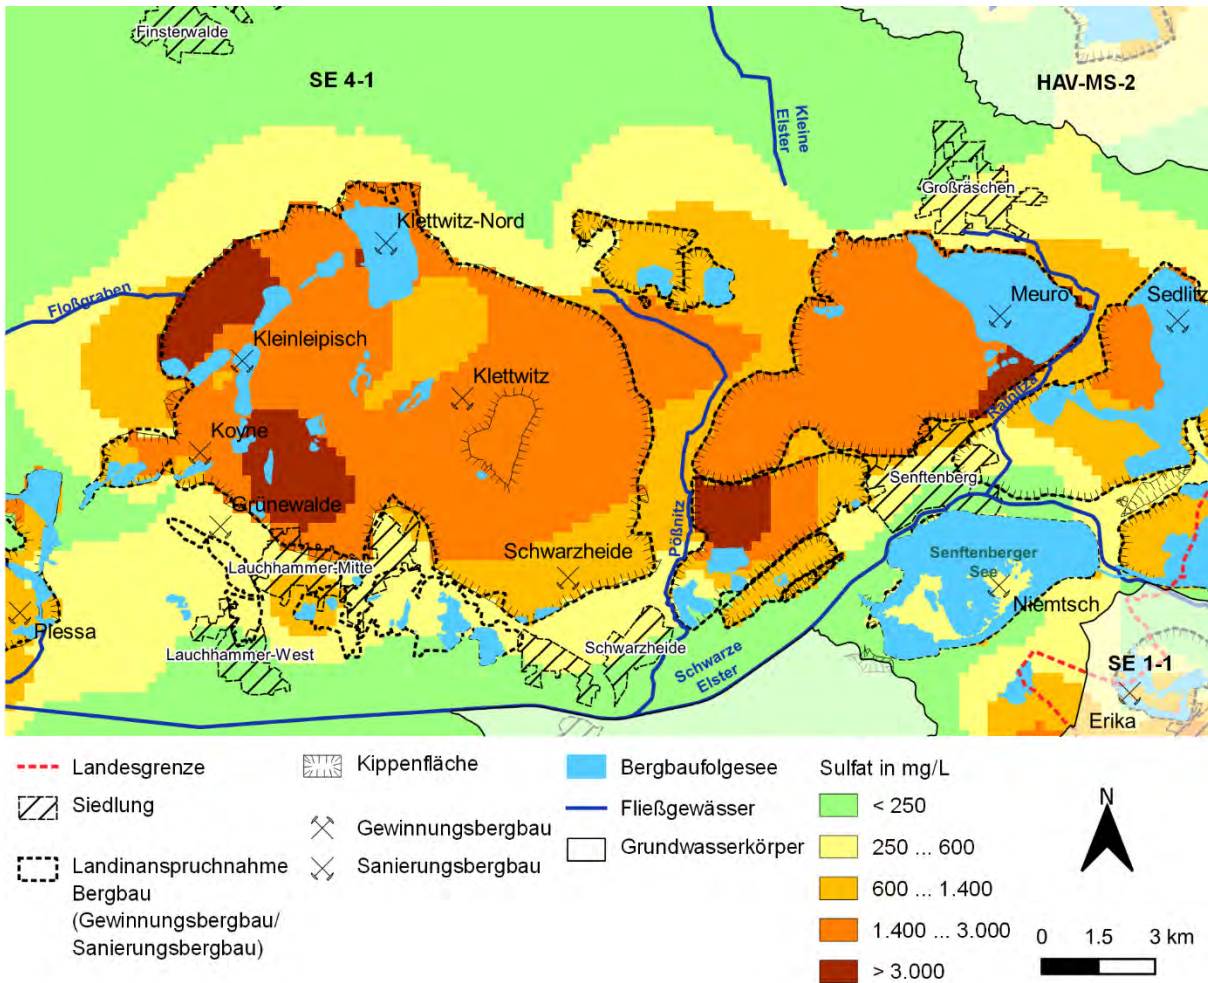 Finsterwalde
SE 4-1
HAV-MS-2
Kleine
Elster
Großräschen
Klettwitz-Nord
Floßgraben
Meuro
Sedlitz
Kleinleipisch
Klettwitz
Rainitza
Koyne
Senftenberg
Grünewalde
Pößnitz
Schwarzheide
Senftenberger
See
Lauchhammer-Mitte
Niemtsch
Plessa
Lauchhammer-West
Schwarzheide
Schwarze
Elster
SE 1-1
Erika
Landesgrenze
Siedlung
Landinanspruchnahme
Bergbau
(Gewinnungsbergbau/
Sanierungsbergbau)
Kippenfläche
Gewinnungsbergbau
Sanierungsbergbau
Bergbaufolgesee
Fließgewässer
Grundwasserkörper
Sulfat in mg/L
< 250
250 ... 600
600 ... 1.400
1.400 ... 3.000
> 3.000
N
0 1.5 3 km